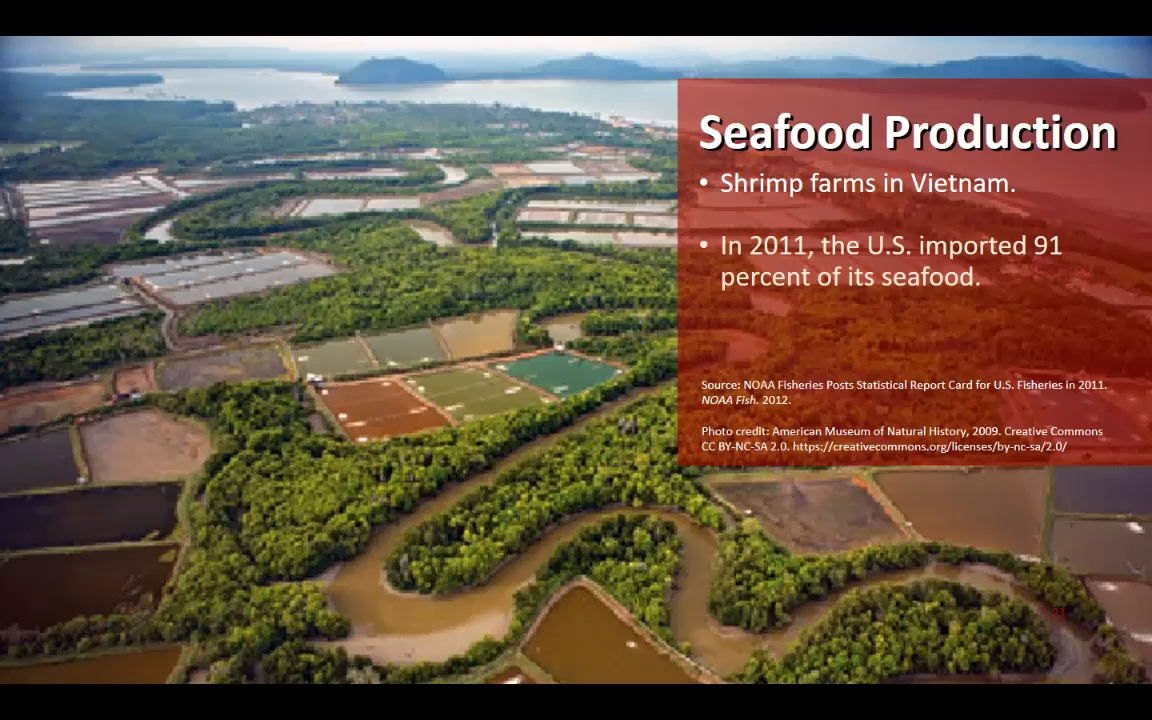 Seafood Production
• Shrimp farms in Vietnam.
• In 2011, the U.S. imported 91
percent of its seafood.
Source: NOAA Fisheries Posts Statistical Report Card for U.S. Fisheries in 2011.
NOAA Fish. 2012.
Photo credit: American Museum of Natural History, 2009. Creative Commons
CC BY-NC-SA 2.0. https://creativecommons.org/licenses/by-nc-sa/2.0/